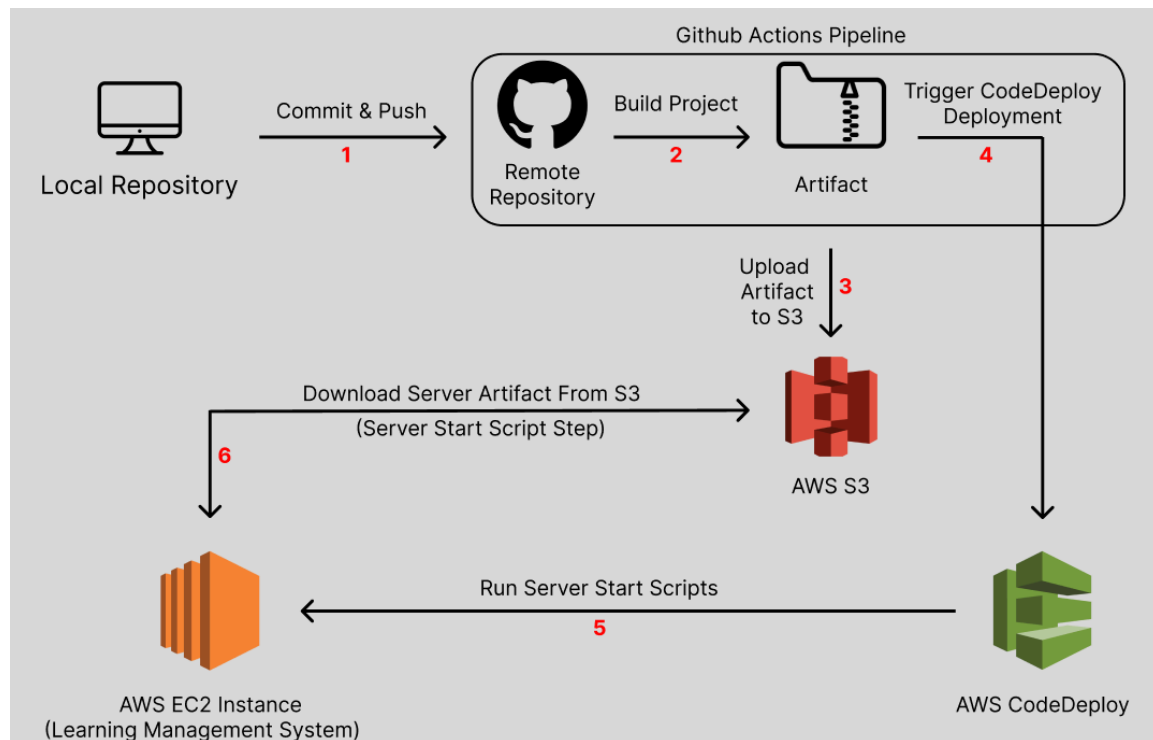 Github Actions Pipeline
Commit & Push
1
Build Project
2
Trigger CodeDeploy
Deployment
4
Local Repository
Remote
Repository
Artifact
Upload
Artifact
to S3
3
Download Server Artifact From S3
(Server Start Script Step)
6
AWS S3
Run Server Start Scripts
5
AWS EC2 Instance
(Learning Management System)
AWS CodeDeploy